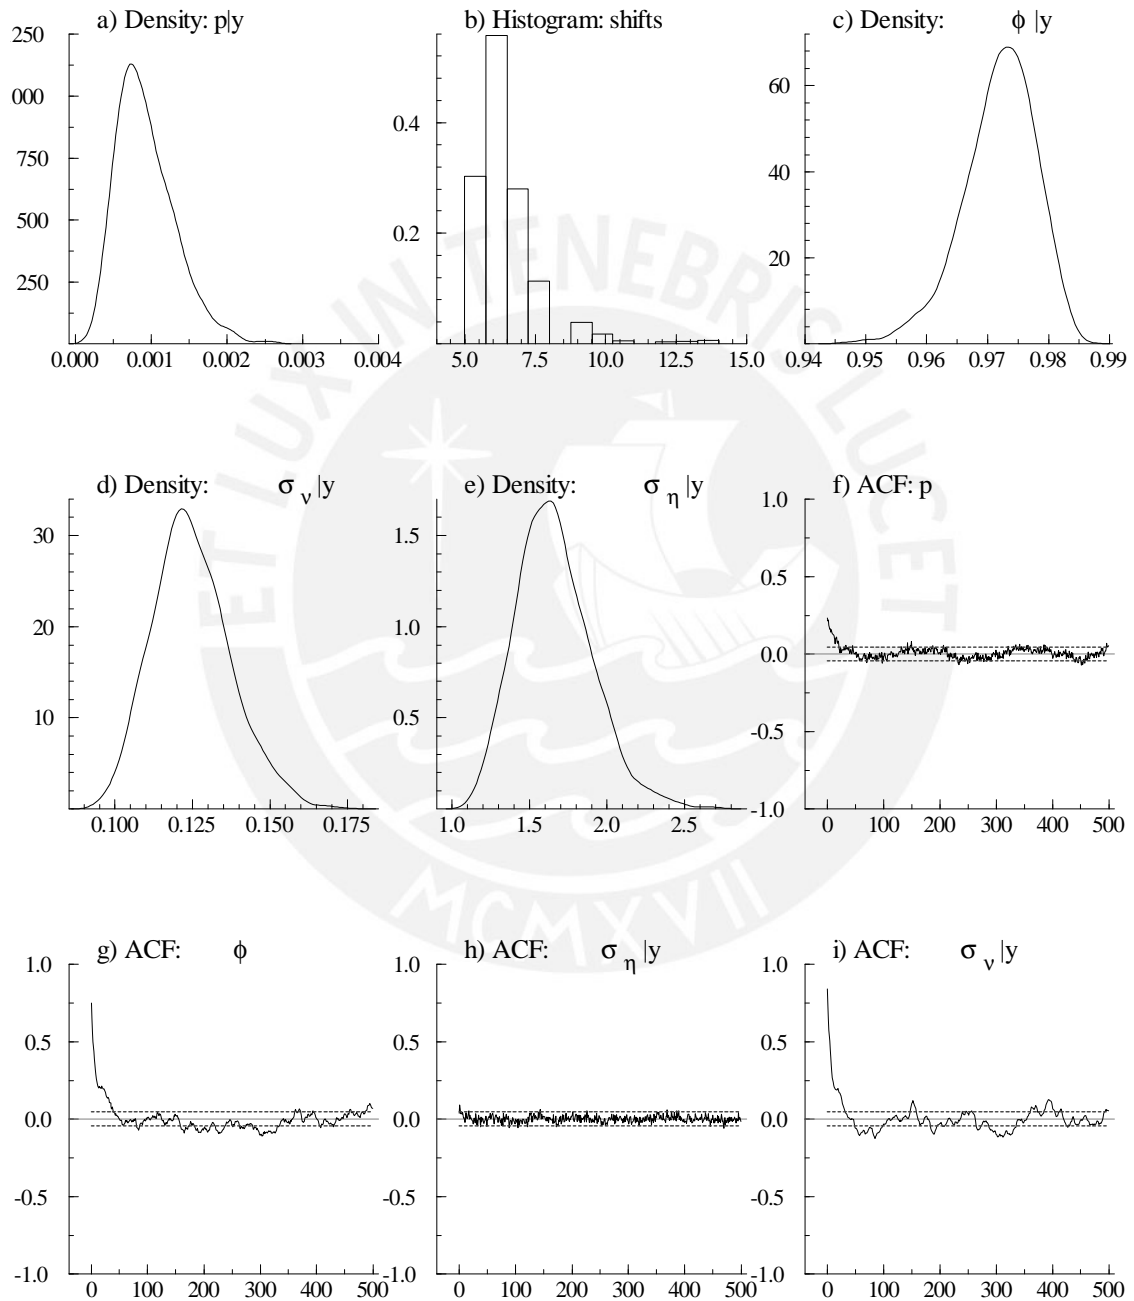 a) Density: p|y
b) Histogram: shifts
c) Density: ϕ |y
250
000
750
500
250
0.000 0.001 0.002 0.003 0.004
0.4
0.2
5.0 7.5 10.0 12.5 15.0
60
40
20
0.94 0.95 0.96 0.97 0.98 0.99
d) Density: σ ν |y
e) Density: σ η |y
f) ACF: p
30
20
10
0.100 0.125 0.150 0.175
1.5
1.0
0.5
1.0 1.5 2.0 2.5
1.0
0.5
0.0
-0.5
-1.0
0 100 200 300 400 500
g) ACF: ϕ
h) ACF: σ η |y
i) ACF: σ ν |y
1.0
0.5
0.0
-0.5
-1.0
0 100 200 300 400 500
1.0
0.5
0.0
-0.5
-1.0
0 100 200 300 400 500
1.0
0.5
0.0
-0.5
-1.0
0 100 200 300 400 500
ET LUX IN TENEBRIS LUCET
MCMXVII